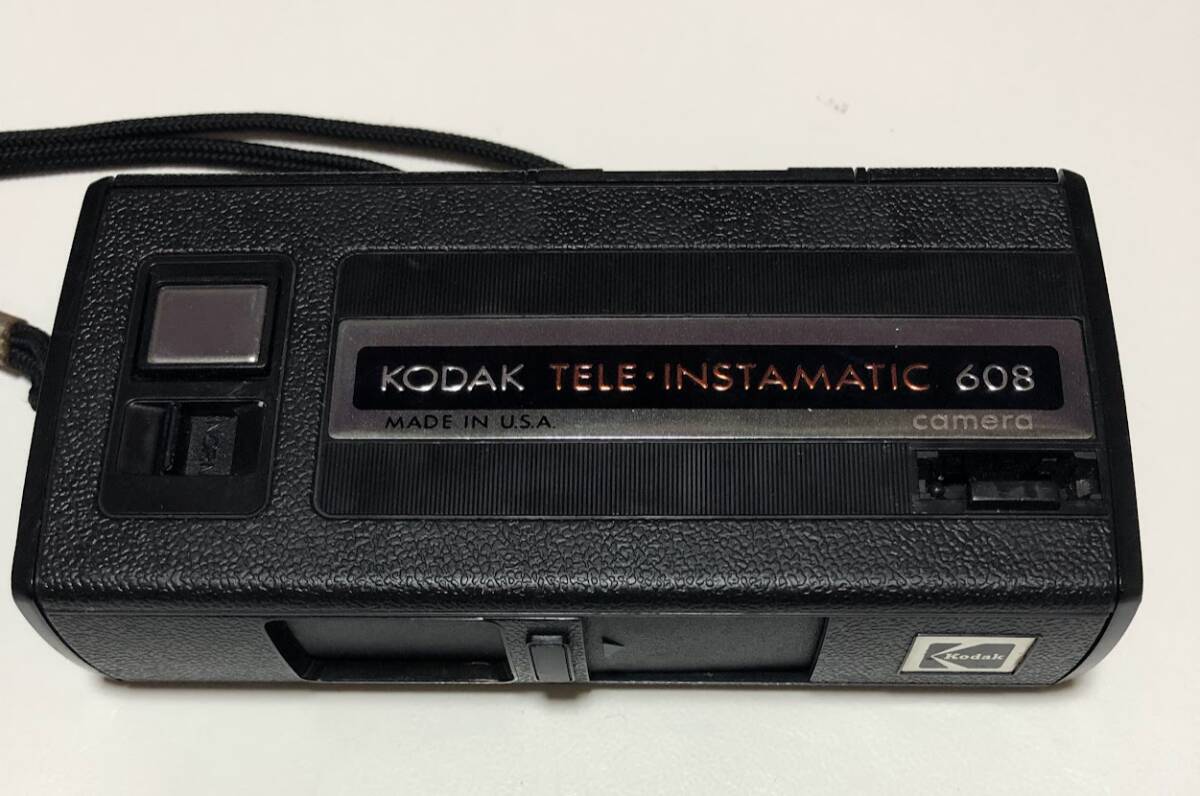 KODAK TELE·INSTAMATIC 608
MADE IN U.S.A.
camera
Kodak